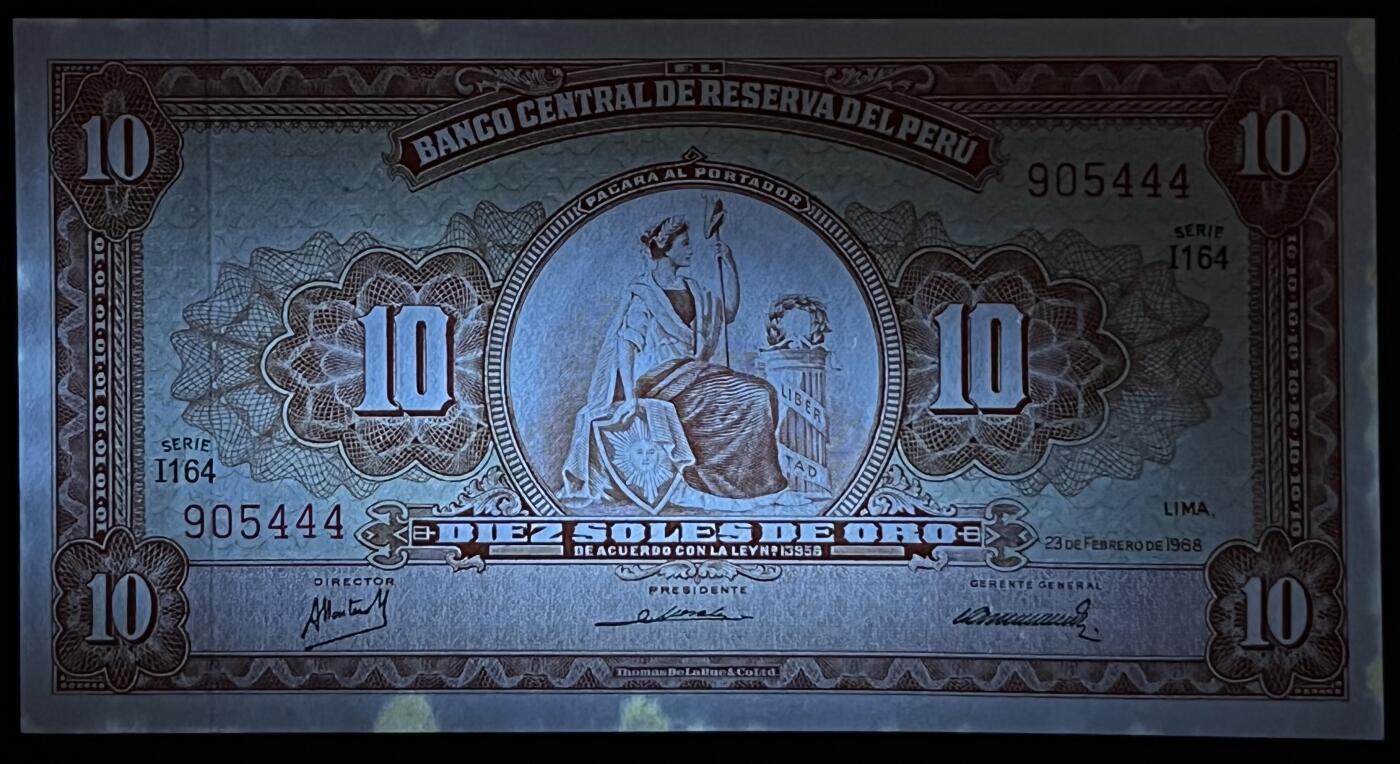 EL
BANCO CENTRAL DE RESERVA DEL PERÚ
10
10
PAGARA AL PORTADOR
905444
SERIE
I164
10
10
LIBER
TAD
SERIE
I164
905444
DIEZ SOLES DE ORO
DE ACUERDO CON LA LEY Nº 13958
LIMA,
23 DE FEBRERO DE 1968
DIRECTOR
PRESIDENTE
GERENTE GENERAL
10
10
Thomas De La Rue & Co Ltd.